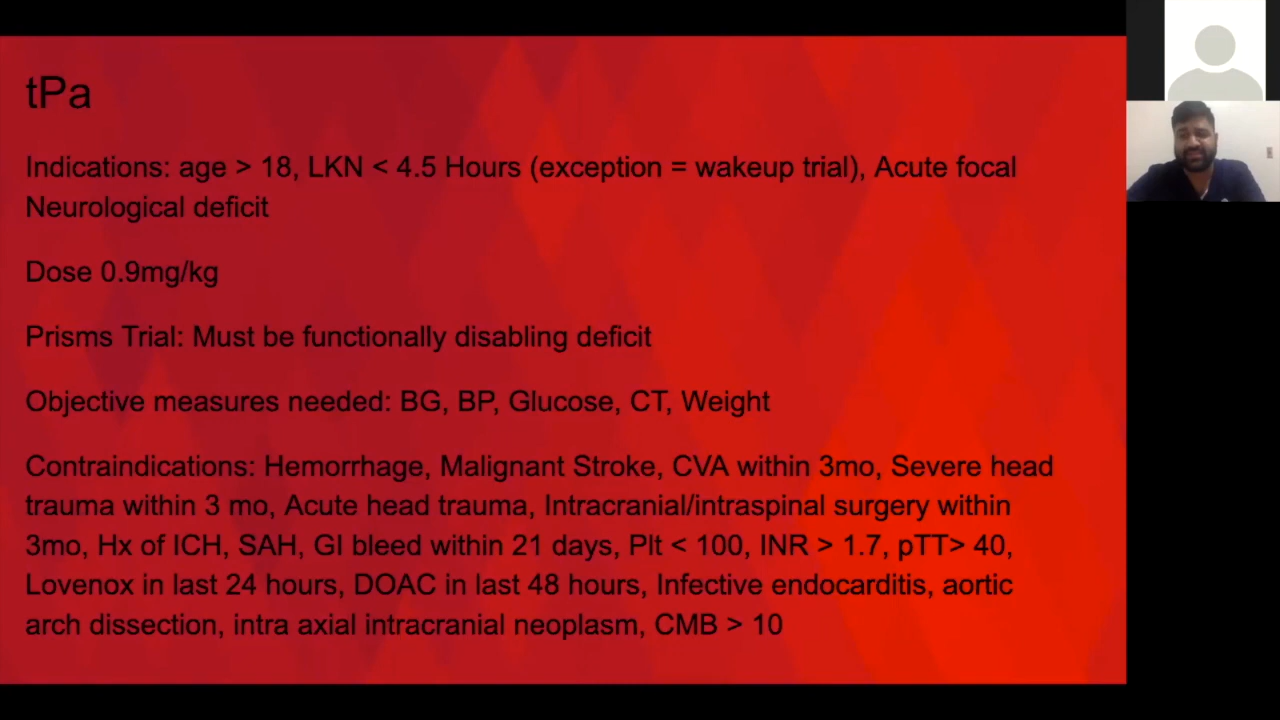 tPa
Indications: age > 18, LKN < 4.5 Hours (exception = wakeup trial), Acute focal
Neurological deficit
Dose 0.9mg/kg
Prisms Trial: Must be functionally disabling deficit
Objective measures needed: BG, BP, Glucose, CT, Weight
Contraindications: Hemorrhage, Malignant Stroke, CVA within 3mo, Severe head
trauma within 3 mo, Acute head trauma, Intracranial/intraspinal surgery within
3mo, Hx of ICH, SAH, GI bleed within 21 days, Plt < 100, INR > 1.7, pTT> 40,
Lovenox in last 24 hours, DOAC in last 48 hours, Infective endocarditis, aortic
arch dissection, intra axial intracranial neoplasm, CMB > 10